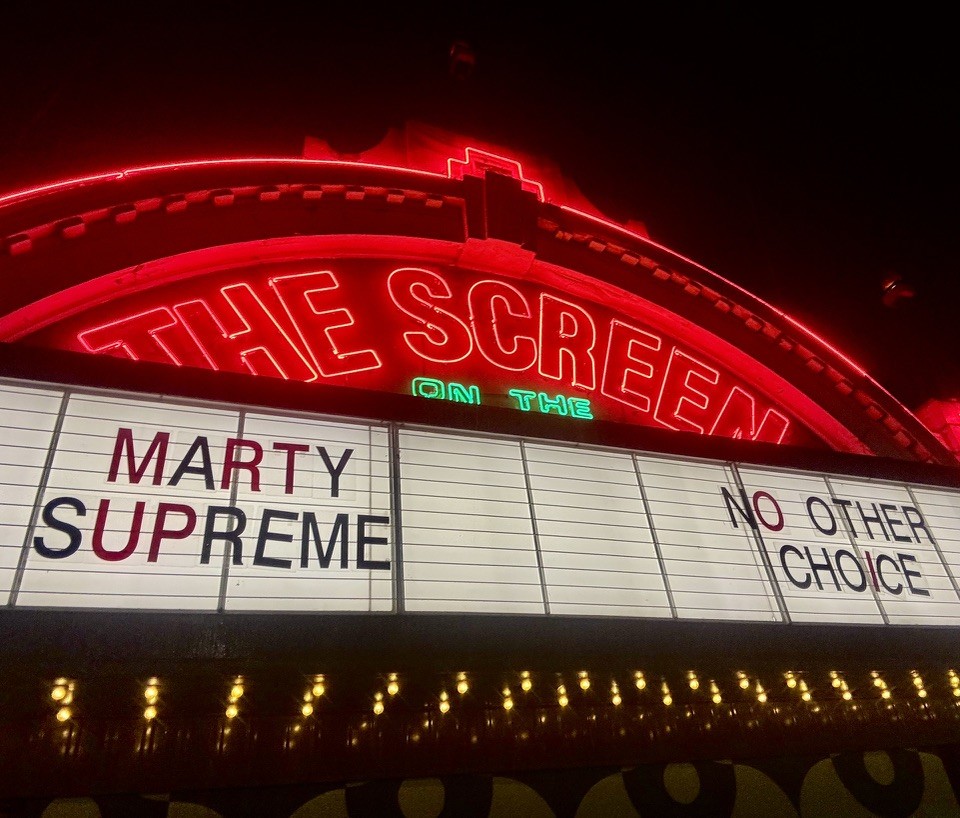 THE SCREEN
ON THE
MARTY
SUPREME
NO OTHER
CHOICE